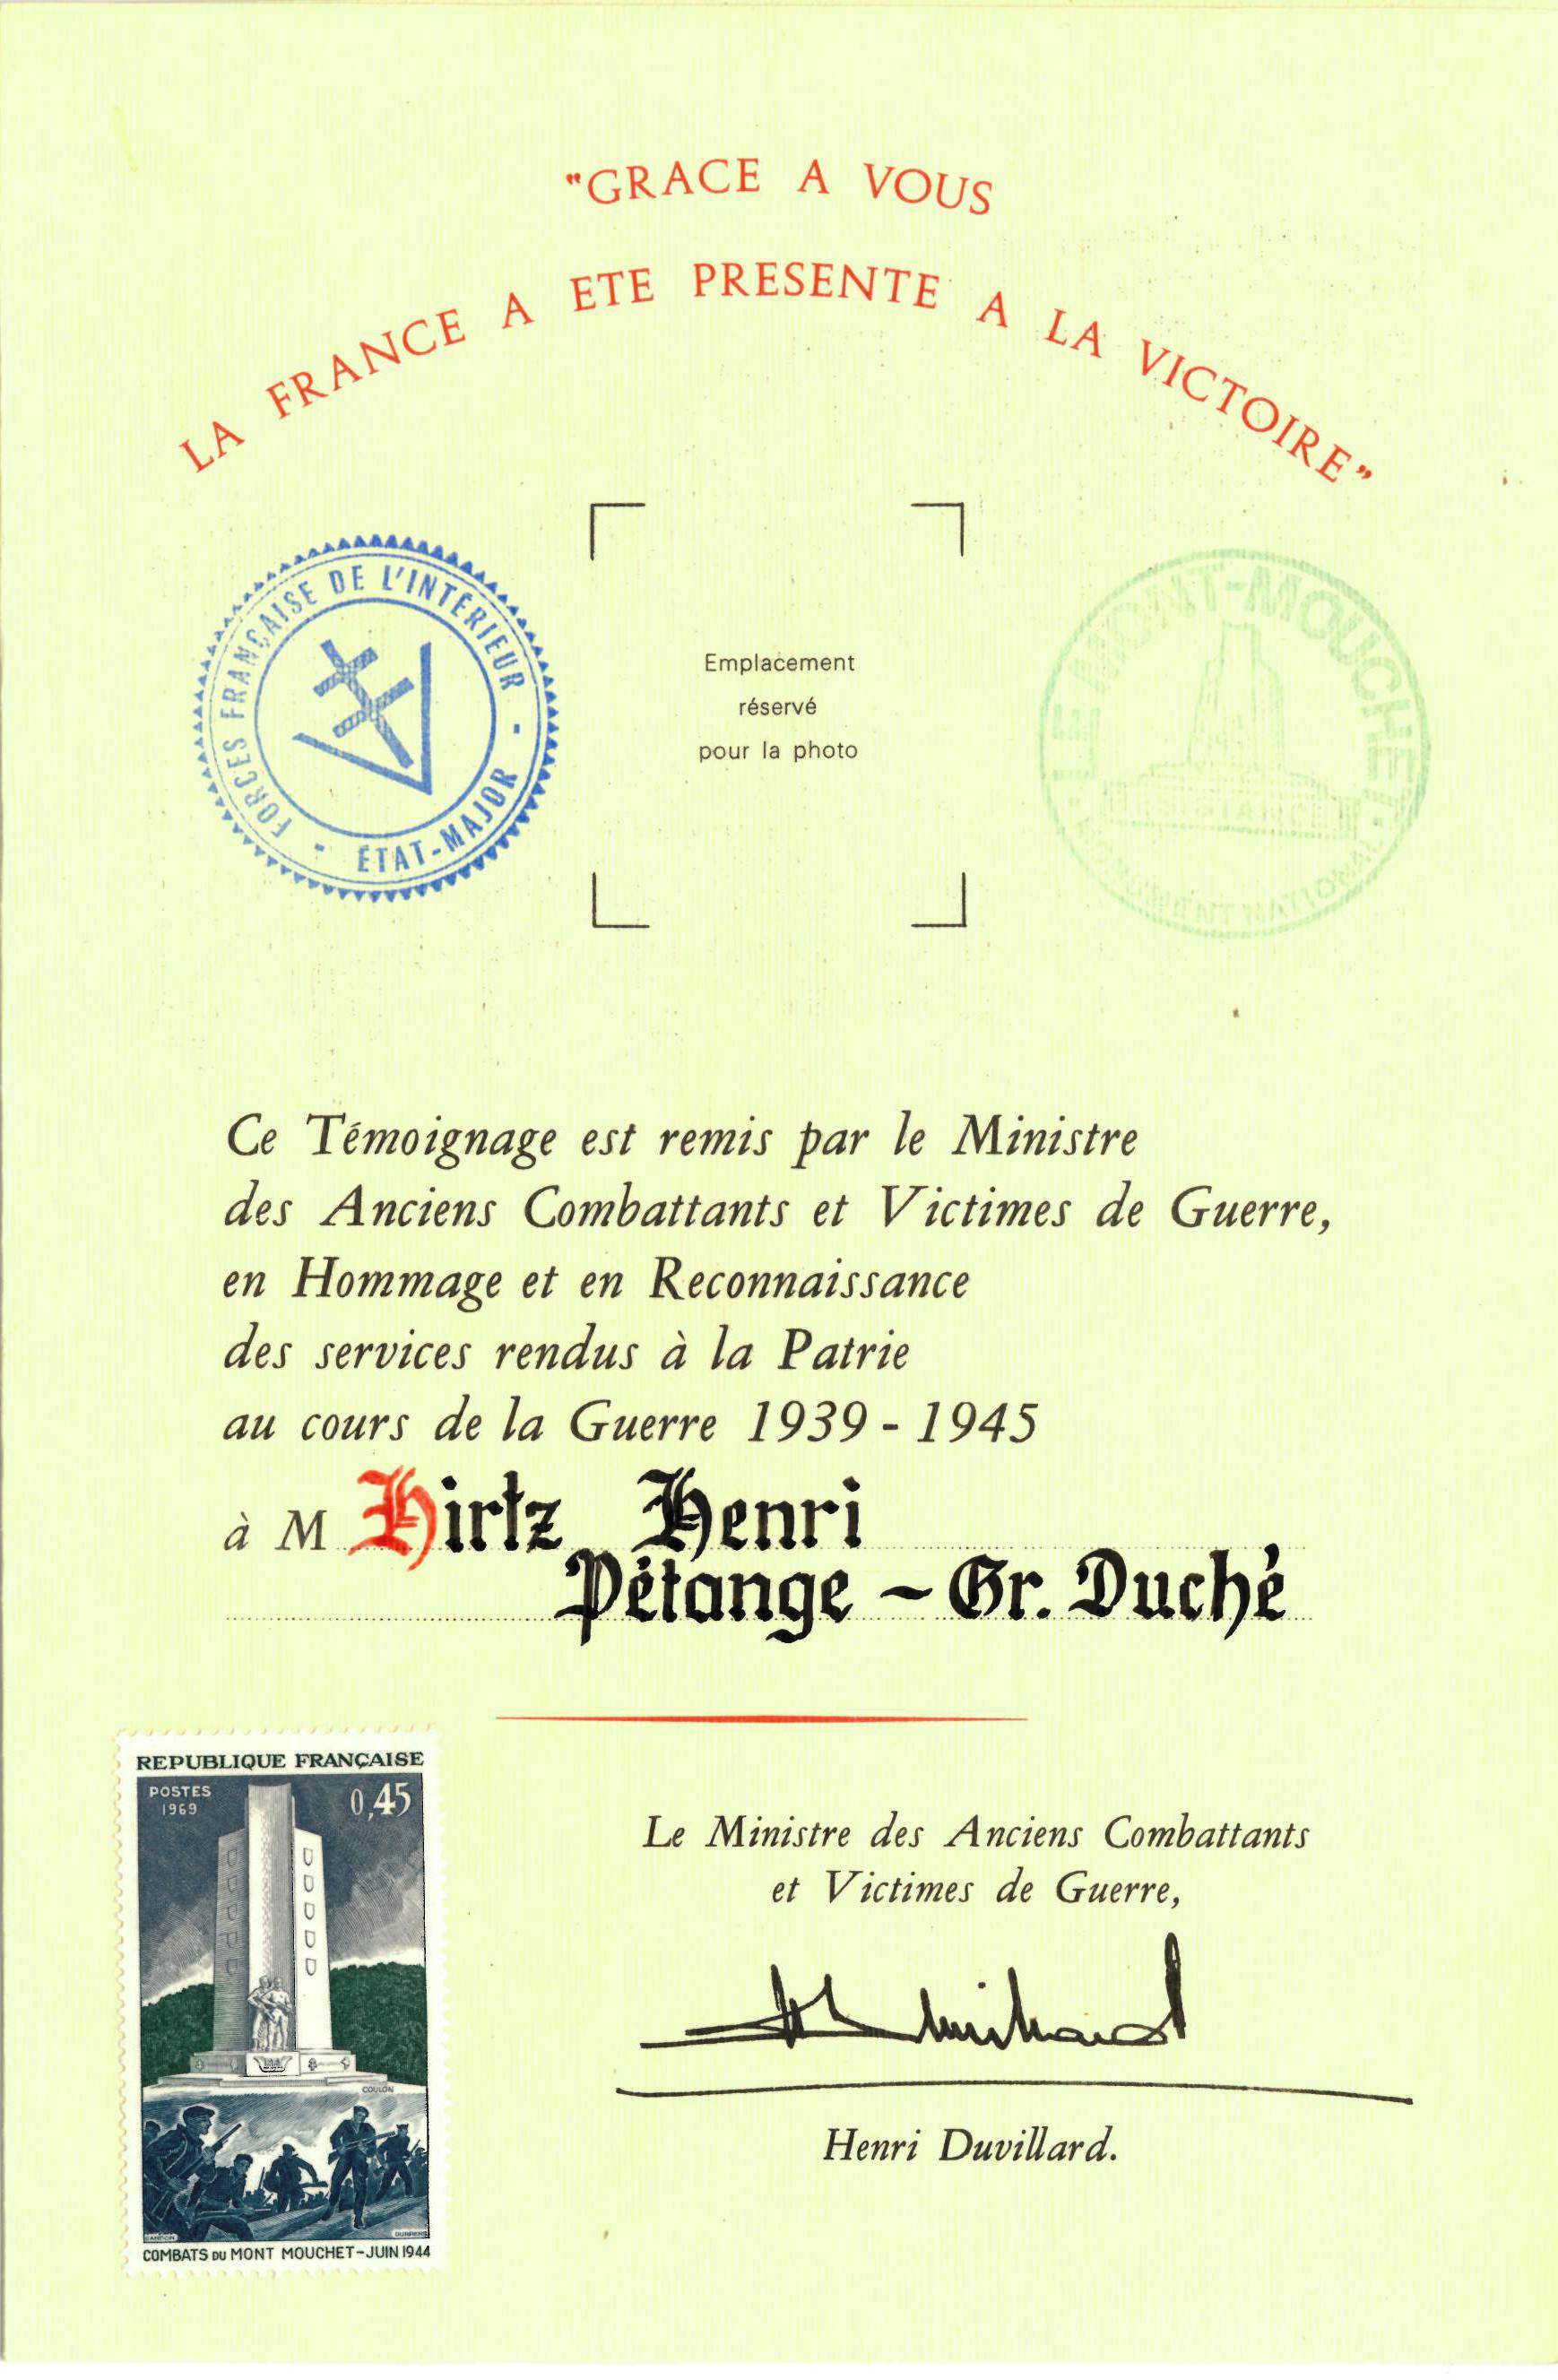 "GRACE A VOUS
LA FRANCE A ETE PRESENTE A LA VICTOIRE"
FORCES FRANÇAISE DE L'INTÉRIEUR - ÉTAT-MAJOR -
Emplacement
réservé
pour la photo
LE MONT-MOUCHET
Ce Témoignage est remis par le Ministre
des Anciens Combattants et Victimes de Guerre,
en Hommage et en Reconnaissance
des services rendus à la Patrie
au cours de la Guerre 1939 - 1945
à M Hirtz Henri
Pétange - Gr. Duché
REPUBLIQUE FRANÇAISE
POSTES
1969
0,45
COULON
DURRENS
COMBATS DU MONT MOUCHET-JUIN 1944
Le Ministre des Anciens Combattants
et Victimes de Guerre,
Henri Duvillard.